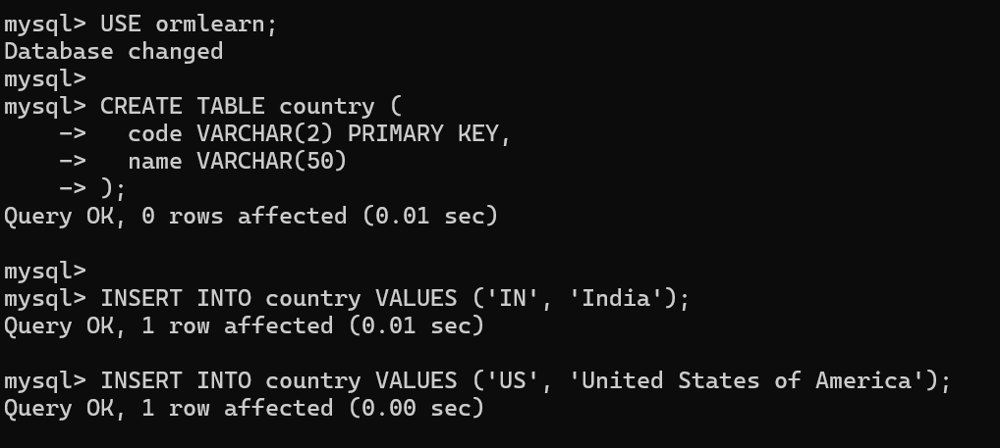 mysql> USE ormlearn;
Database changed
mysql>
mysql> CREATE TABLE country (
    ->   code VARCHAR(2) PRIMARY KEY,
    ->   name VARCHAR(50)
    -> );
Query OK, 0 rows affected (0.01 sec)

mysql>
mysql> INSERT INTO country VALUES ('IN', 'India');
Query OK, 1 row affected (0.01 sec)

mysql> INSERT INTO country VALUES ('US', 'United States of America');
Query OK, 1 row affected (0.00 sec)